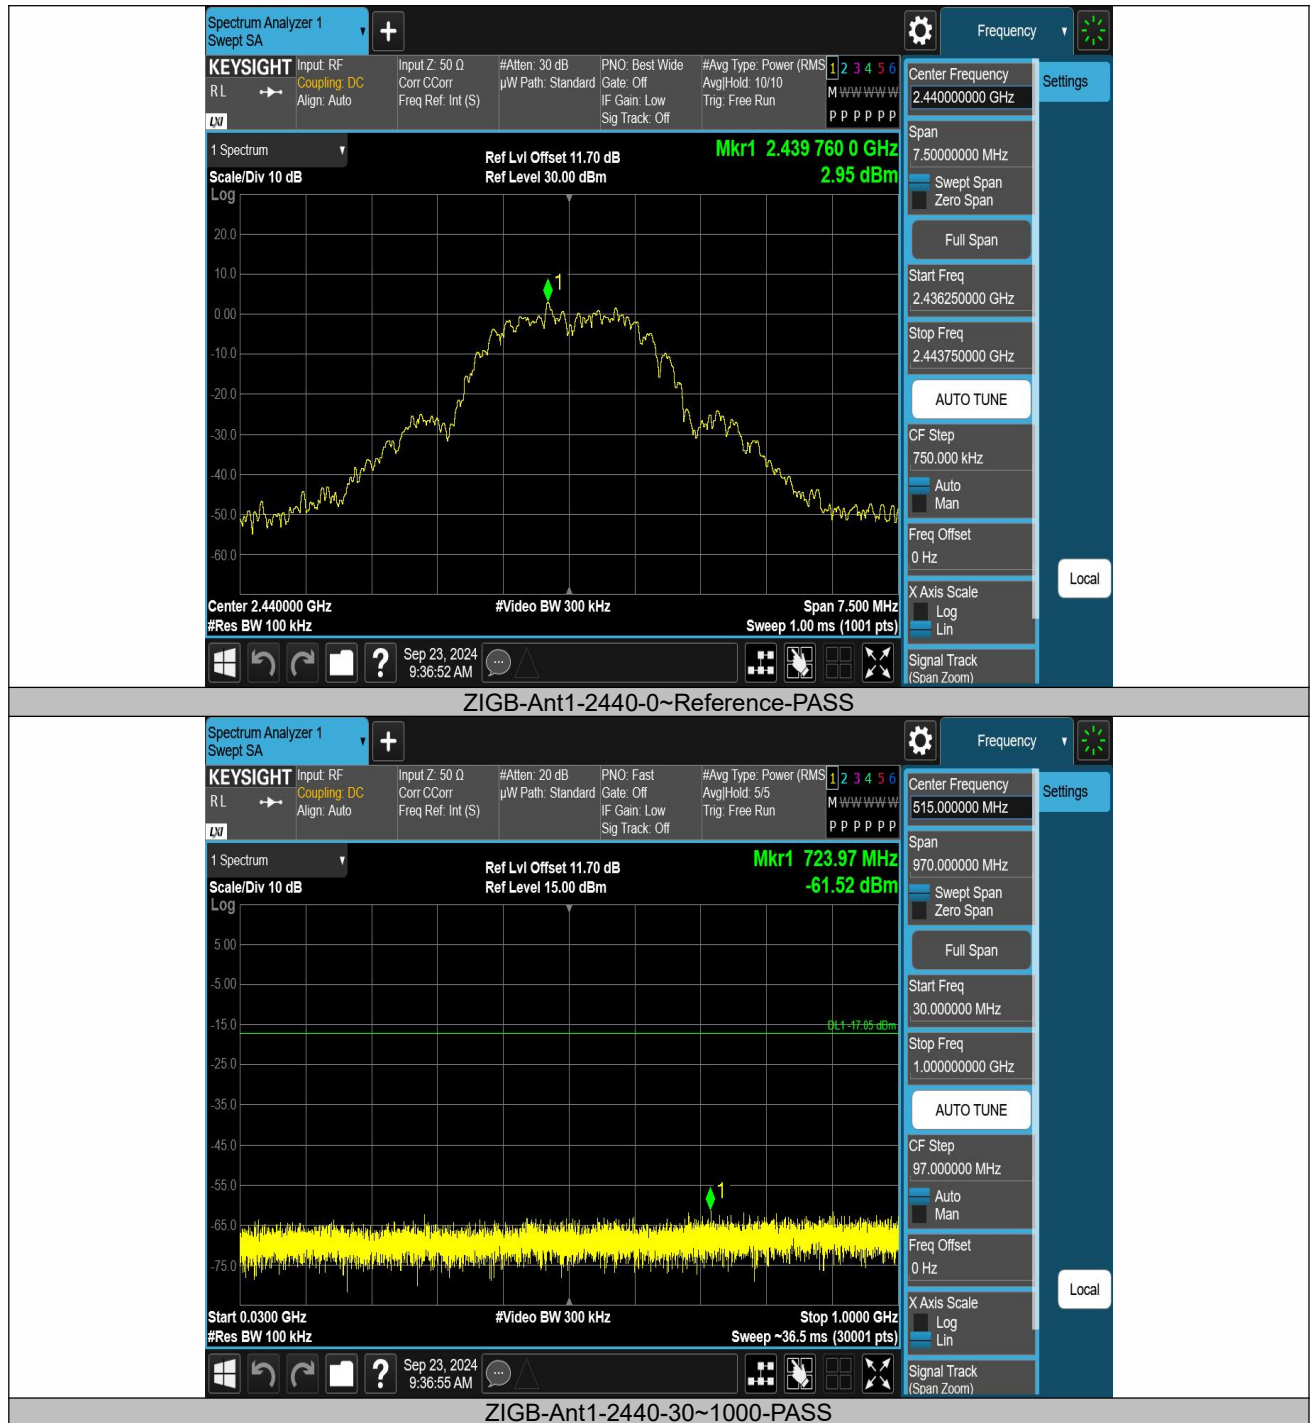 Spectrum Analyzer 1
Swept SA
+
Frequency
KEYSIGHT
RL
LXI
Input: RF
Coupling: DC
Align: Auto
Input Z: 50 Ω
Corr CCorr
Freq Ref: Int (S)
#Atten: 30 dB
µW Path: Standard
PNO: Best Wide
Gate: Off
IF Gain: Low
Sig Track: Off
#Avg Type: Power (RMS
Avg|Hold: 10/10
Trig: Free Run
1 2 3 4 5 6
M W W W W W
P P P P P P
1 Spectrum
Scale/Div 10 dB
Log
Ref Lvl Offset 11.70 dB
Ref Level 30.00 dBm
Mkr1 2.439 760 0 GHz
2.95 dBm
20.0
10.0
0.00
-10.0
-20.0
-30.0
-40.0
-50.0
-60.0
1
Center 2.440000 GHz
#Res BW 100 kHz
#Video BW 300 kHz
Span 7.500 MHz
Sweep 1.00 ms (1001 pts)
Sep 23, 2024
9:36:52 AM
Center Frequency
2.440000000 GHz
Settings
Span
7.50000000 MHz
Swept Span
Zero Span
Full Span
Start Freq
2.436250000 GHz
Stop Freq
2.443750000 GHz
AUTO TUNE
CF Step
750.000 kHz
Auto
Man
Freq Offset
0 Hz
Local
X Axis Scale
Log
Lin
Signal Track
(Span Zoom)
ZIGB-Ant1-2440-0~Reference-PASS
Spectrum Analyzer 1
Swept SA
+
Frequency
KEYSIGHT
RL
LXI
Input: RF
Coupling: DC
Align: Auto
Input Z: 50 Ω
Corr CCorr
Freq Ref: Int (S)
#Atten: 20 dB
µW Path: Standard
PNO: Fast
Gate: Off
IF Gain: Low
Sig Track: Off
#Avg Type: Power (RMS
Avg|Hold: 5/5
Trig: Free Run
1 2 3 4 5 6
M W W W W W
P P P P P P
1 Spectrum
Scale/Div 10 dB
Log
Ref Lvl Offset 11.70 dB
Ref Level 15.00 dBm
Mkr1 723.97 MHz
-61.52 dBm
5.00
-5.00
-15.0
-25.0
-35.0
-45.0
-55.0
-65.0
-75.0
DL1 -17.05 dBm
1
Start 0.0300 GHz
#Res BW 100 kHz
#Video BW 300 kHz
Stop 1.0000 GHz
Sweep ~36.5 ms (30001 pts)
Sep 23, 2024
9:36:55 AM
Center Frequency
515.000000 MHz
Settings
Span
970.000000 MHz
Swept Span
Zero Span
Full Span
Start Freq
30.000000 MHz
Stop Freq
1.000000000 GHz
AUTO TUNE
CF Step
97.000000 MHz
Auto
Man
Freq Offset
0 Hz
Local
X Axis Scale
Log
Lin
Signal Track
(Span Zoom)
ZIGB-Ant1-2440-30~1000-PASS